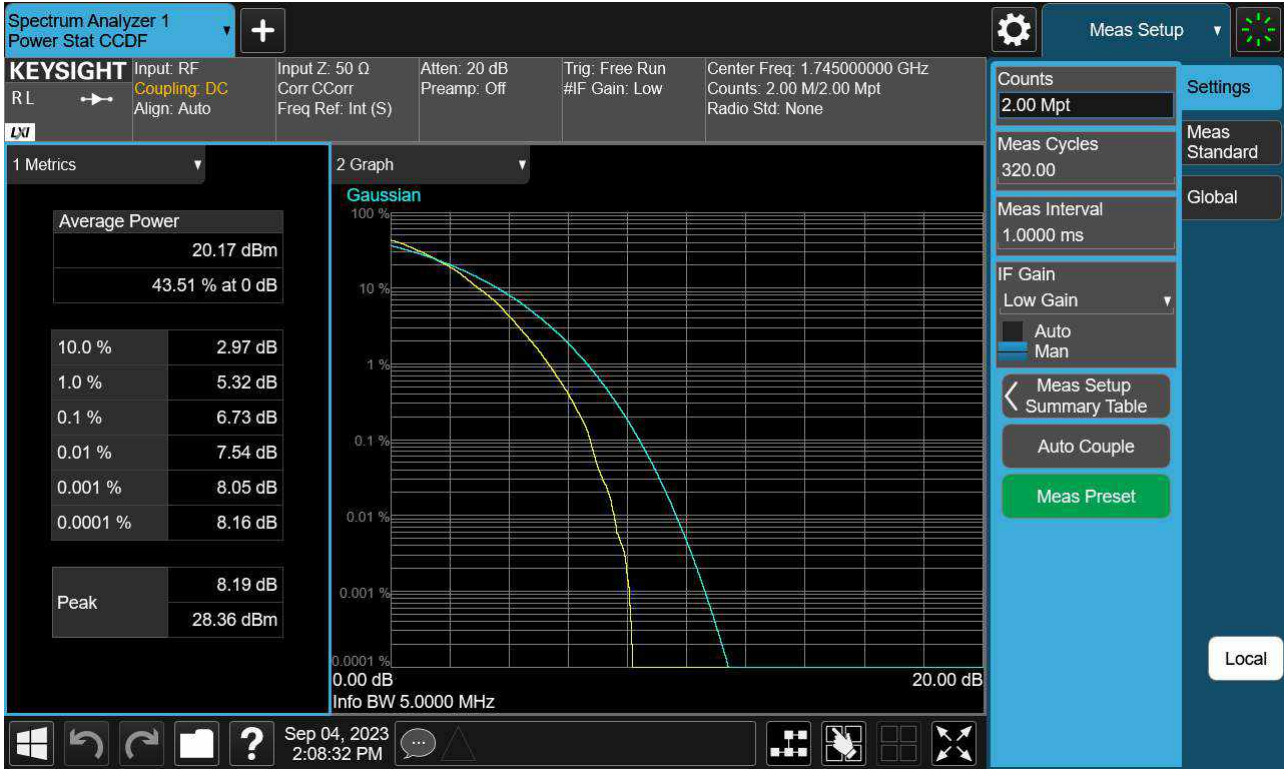 Spectrum Analyzer 1
Power Stat CCDF
Meas Setup
KEYSIGHT
RL
LXI
Input: RF
Coupling: DC
Align: Auto
Input Z: 50 Ω
Corr CCorr
Freq Ref: Int (S)
Atten: 20 dB
Preamp: Off
Trig: Free Run
#IF Gain: Low
Center Freq: 1.745000000 GHz
Counts: 2.00 M/2.00 Mpt
Radio Std: None
1 Metrics
Average Power
20.17 dBm
43.51 % at 0 dB
10.0 % 2.97 dB
1.0 % 5.32 dB
0.1 % 6.73 dB
0.01 % 7.54 dB
0.001 % 8.05 dB
0.0001 % 8.16 dB
Peak
8.19 dB
28.36 dBm
2 Graph
Gaussian
100 %
10 %
1 %
0.1 %
0.01 %
0.001 %
0.0001 %
0.00 dB 20.00 dB
Info BW 5.0000 MHz
Counts
2.00 Mpt
Meas Cycles
320.00
Meas Interval
1.0000 ms
IF Gain
Low Gain
Auto
Man
Meas Setup
Summary Table
Auto Couple
Meas Preset
Settings
Meas
Standard
Global
Local
?
Sep 04, 2023
2:08:32 PM